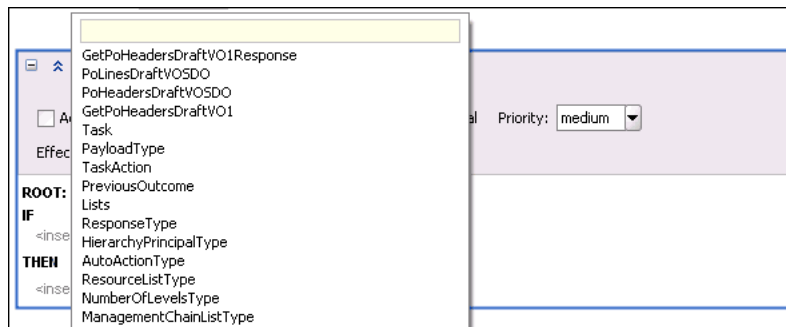 GetPoHeadersDraftVO1Response
PoLinesDraftVOSDO
PoHeadersDraftVOSDO
GetPoHeadersDraftVO1
Task
Priority: medium
PayloadType
TaskAction
PreviousOutcome
ROOT:
Lists
IF
ResponseType
HierarchyPrincipalType
THEN
AutoActionType
ResourceListType
NumberOfLevelsType
ManagementChainListType